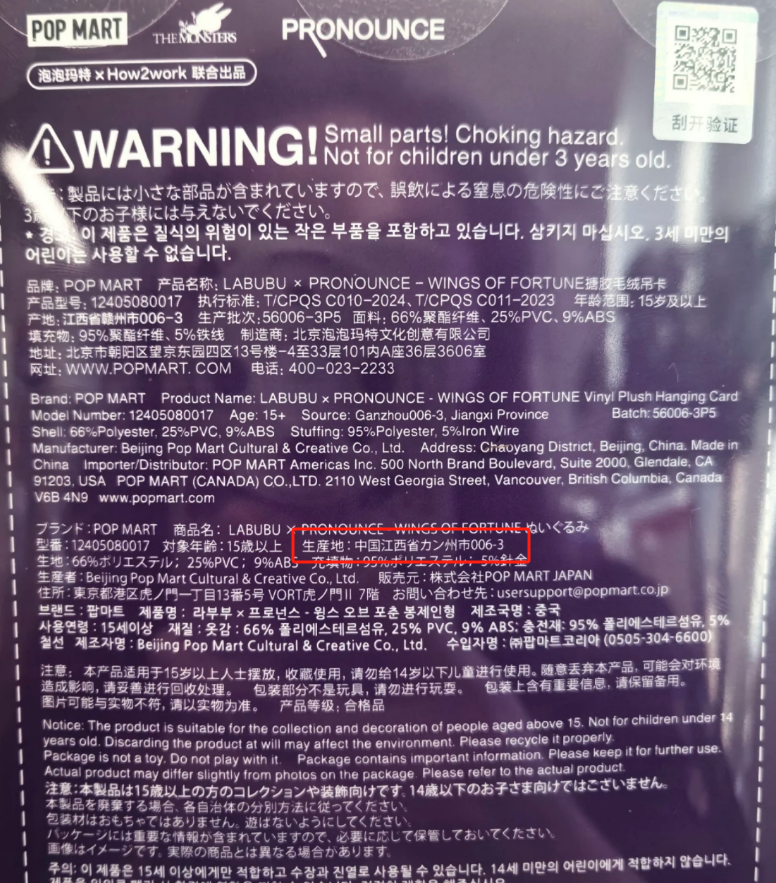 POP MART THE MONSTERS PRONOUNCE
泡泡玛特×How2work 联合出品
刮开验证
WARNING! Small parts! Choking hazard.
Not for children under 3 years old.
:製品には小さな部品が含まれていますので、誤飲による窒息の危険性にご注意ください。
3 下のお子様には与えないでください。
* 경고: 이 제품은 질식의 위험이 있는 작은 부품을 포함하고 있습니다. 삼키지 마십시오. 3세 미만의
어린이는 사용할 수 없습니다.
品牌: POP MART 产品名称: LABUBU × PRONOUNCE - WINGS OF FORTUNE搪胶毛绒吊卡
产品型号: 12405080017 执行标准: T/CPQS C010-2024, T/CPQS C011-2023 年龄范围: 15岁及以上
产地: 江西省赣州市006-3 生产批次: 56006-3P5 面料: 66%聚酯纤维、25%PVC、9%ABS
填充物: 95%聚酯纤维、5%铁线 制造商: 北京泡泡玛特文化创意有限公司
地址: 北京市朝阳区望京东园四区13号楼-4至33层101内A座36层3606室
网址: WWW.POPMART.COM 电话: 400-023-2233
Brand: POP MART Product Name: LABUBU × PRONOUNCE - WINGS OF FORTUNE Vinyl Plush Hanging Card
Model Number: 12405080017 Age: 15+ Source: Ganzhou006-3, Jiangxi Province Batch: 56006-3P5
Shell: 66%Polyester, 25%PVC, 9%ABS Stuffing: 95%Polyester, 5%Iron Wire
Manufacturer: Beijing Pop Mart Cultural & Creative Co., Ltd. Address: Chaoyang District, Beijing, China. Made in
China Importer/Distributor: POP MART Americas Inc. 500 North Brand Boulevard, Suite 2000, Glendale, CA
91203, USA POP MART (CANADA) CO.,LTD. 2110 West Georgia Street, Vancouver, British Columbia, Canada
V6B 4N9 www.popmart.com
ブランド: POP MART 商品名: LABUBU × PRONOUNCE - WINGS OF FORTUNE ぬいぐるみ
型番: 12405080017 対象年齢: 15歳以上 生産地: 中国江西省カン州市006-3
生地: 66%ポリエステル; 25%PVC; 9%ABS 充填物: 95%ポリエステル; 5%針金
生産者: Beijing Pop Mart Cultural & Creative Co., Ltd. 販売元: 株式会社POP MART JAPAN
住所: 東京都港区虎ノ門一丁目13番5号 VORT虎ノ門II 7階 お問い合わせ先: usersupport@popmart.co.jp
브랜드: 팝마트 제품명: 라부부 × 프로넌스 - 윙스 오브 포춘 봉제인형 제조국명: 중국
사용연령: 15세이상 재질: 옷감: 66% 폴리에스테르섬유, 25% PVC, 9% ABS; 충전재: 95% 폴리에스테르섬유, 5%
철선 제조자명: Beijing Pop Mart Cultural & Creative Co., Ltd. 수입자명: ㈜팝마트코리아 (0505-304-6600)
注意: 本产品适用于15岁以上人士摆放, 收藏使用, 请勿给14岁以下儿童进行使用。随意丢弃本产品, 可能会对环境
造成影响, 请妥善进行回收处理。 包装部分不是玩具, 请勿进行玩耍。 包装上含有重要信息, 请保留备用。
图片可能与实物不符, 请以实物为准。 产品等级: 合格品
Notice: The product is suitable for the collection and decoration of people aged above 15. Not for children under 14
years old. Discarding the product at will may affect the environment. Please recycle it properly.
Package is not a toy. Do not play with it. Package contains important information. Please keep it for further use.
Actual product may differ slightly from photos on the package. Please refer to the actual product.
注意: 本製品は15歳以上の方のコレクションや装飾向けです. 14歳以下のお子さま向けではございません。
本製品を廃棄する場合、各自治体の分別方法に従ってください。
包装材はおもちゃではありません。遊ばないようにしてください。
パッケージには重要な情報が含まれていますので、必要に応じて保管しておいてください。
画像はイメージです。実際の商品とは異なる場合があります。
주의: 이 제품은 15세 이상에게만 적합하고 수장과 진열로 사용될 수 있습니다. 14세 미만의 어린이에게 적합하지 않습니다.